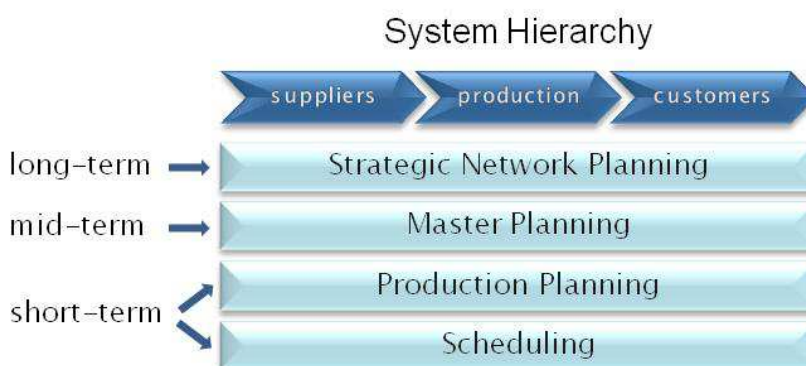 System Hierarchy
suppliers production customers
long-term Strategic Network Planning
mid-term Master Planning
Production Planning
short-term
Scheduling